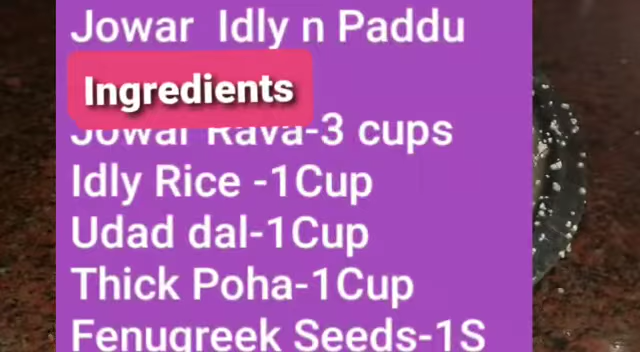 Jowar Idly n Paddu
Ingredients
Jowar Rava-3 cups
Idly Rice -1Cup
Udad dal-1Cup
Thick Poha-1Cup
Fenugreek Seeds-1S